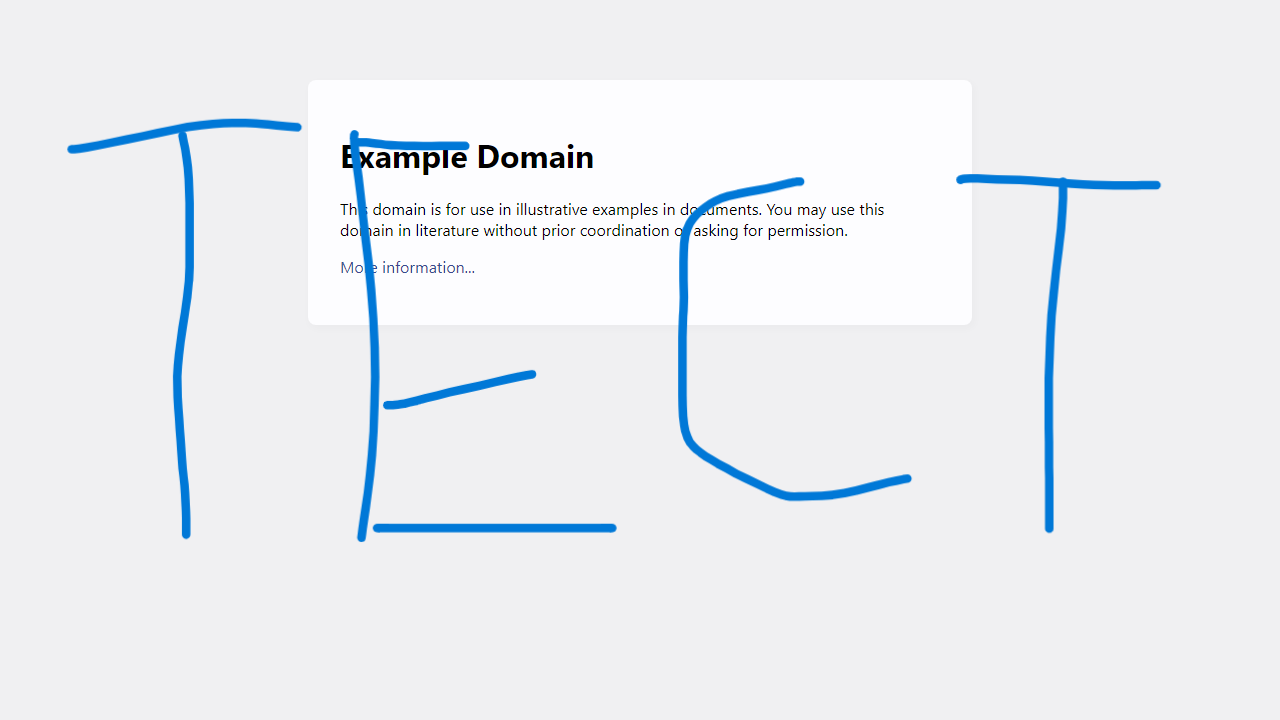 ТЕСТ
Example Domain
This domain is for use in illustrative examples in documents. You may use this
domain in literature without prior coordination or asking for permission.
More information...